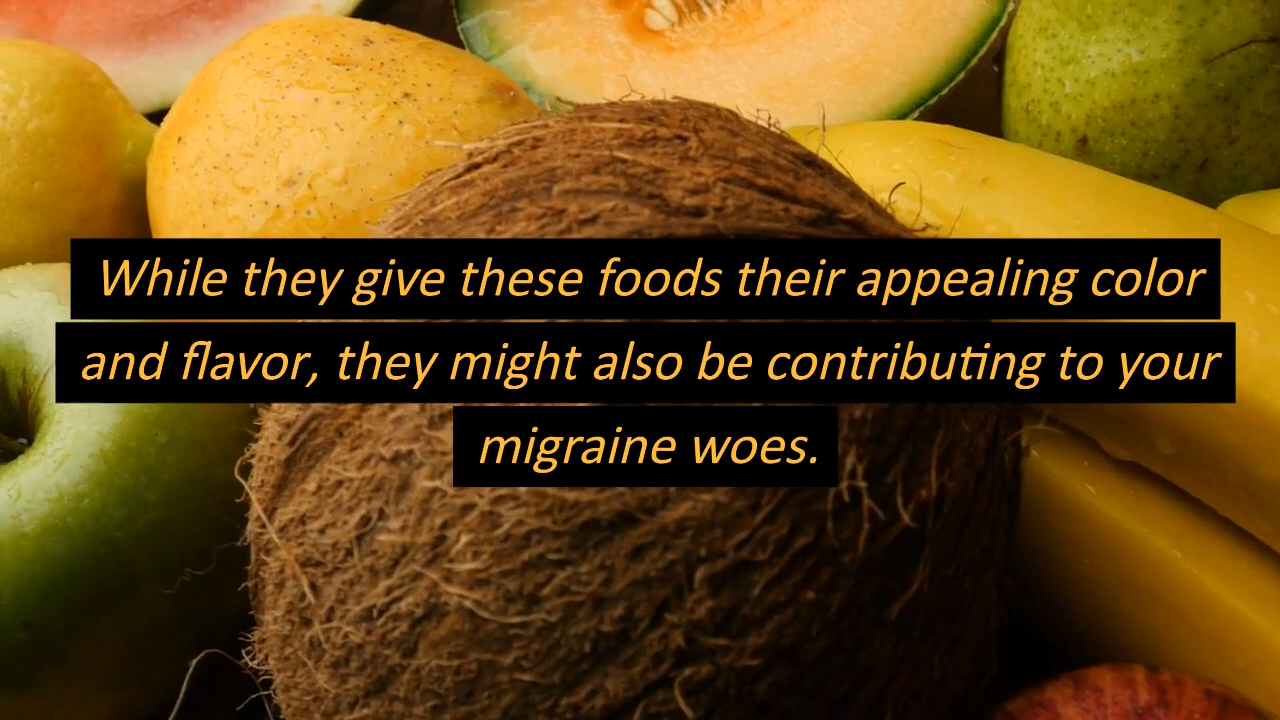 While they give these foods their appealing color
and flavor, they might also be contributing to your
migraine woes.